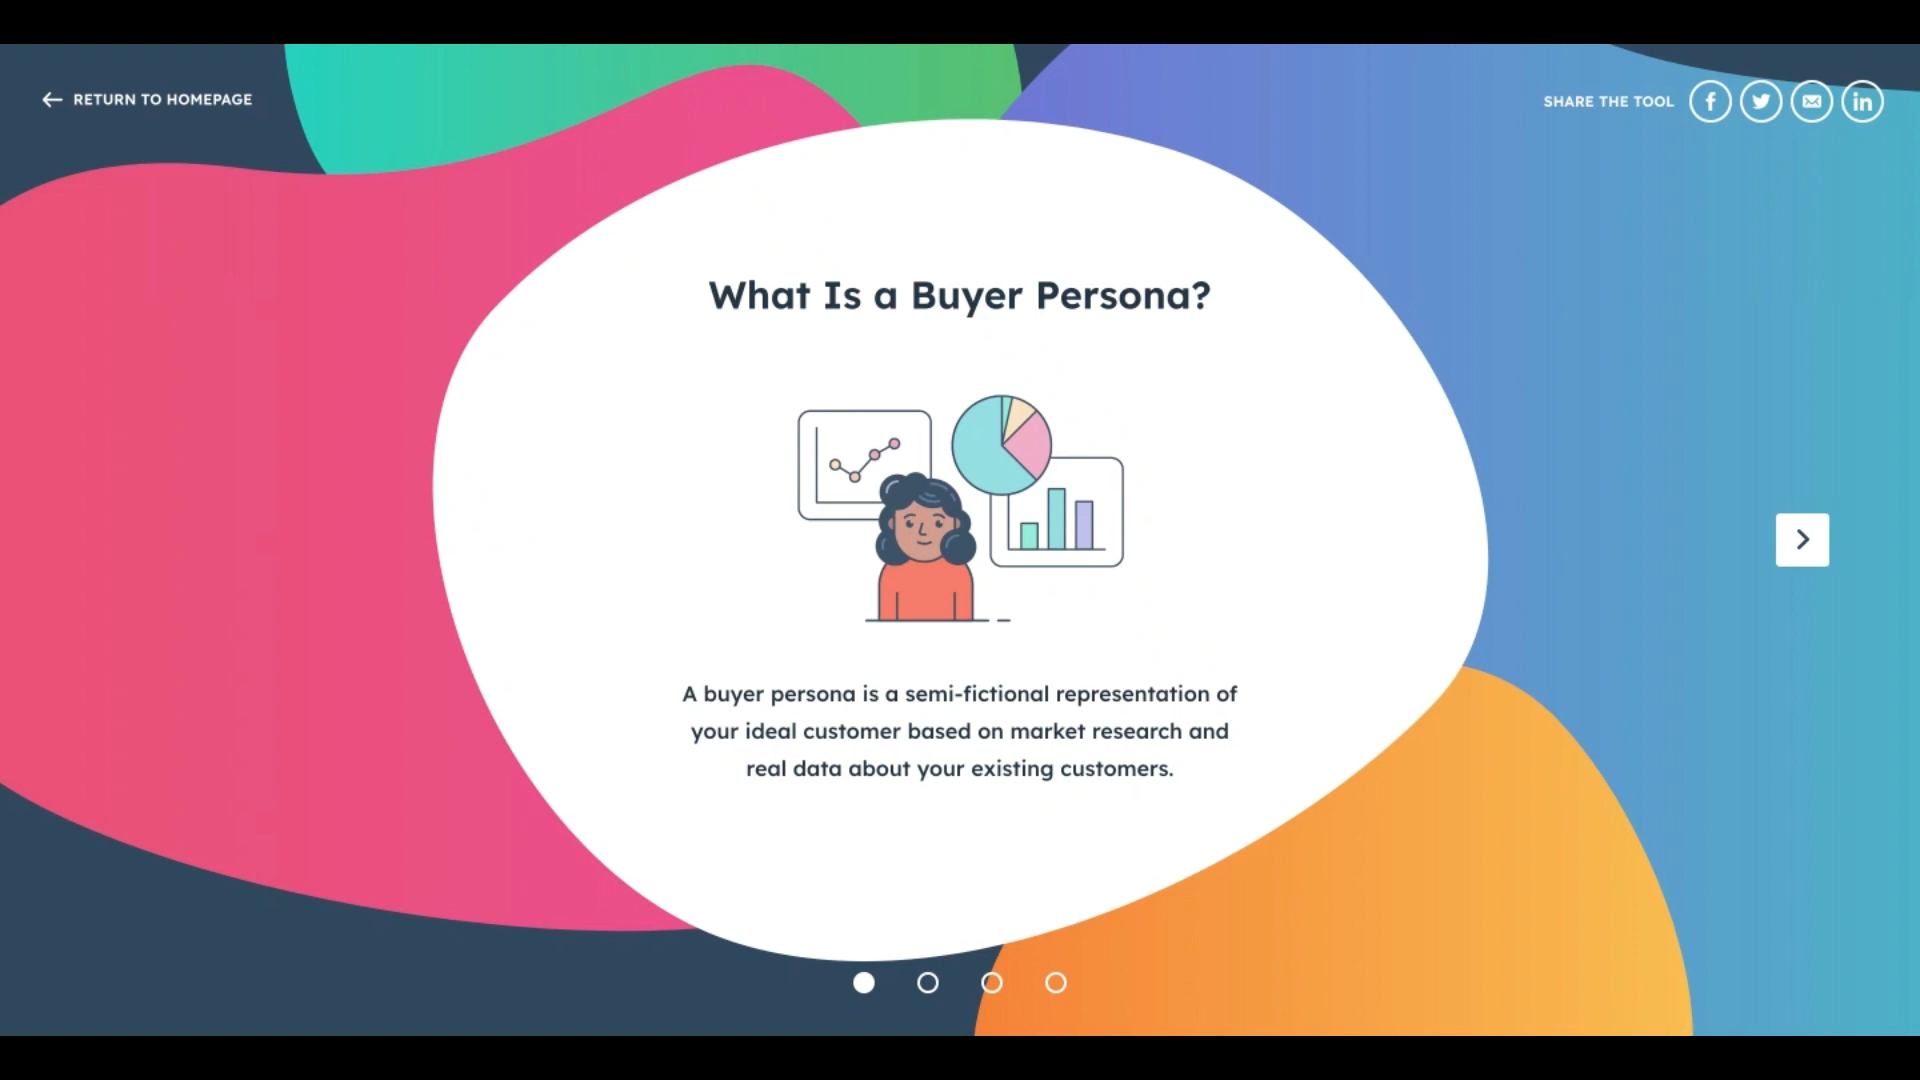 RETURN TO HOMEPAGE
SHARE THE TOOL
What Is a Buyer Persona?
A buyer persona is a semi-fictional representation of
your ideal customer based on market research and
real data about your existing customers.